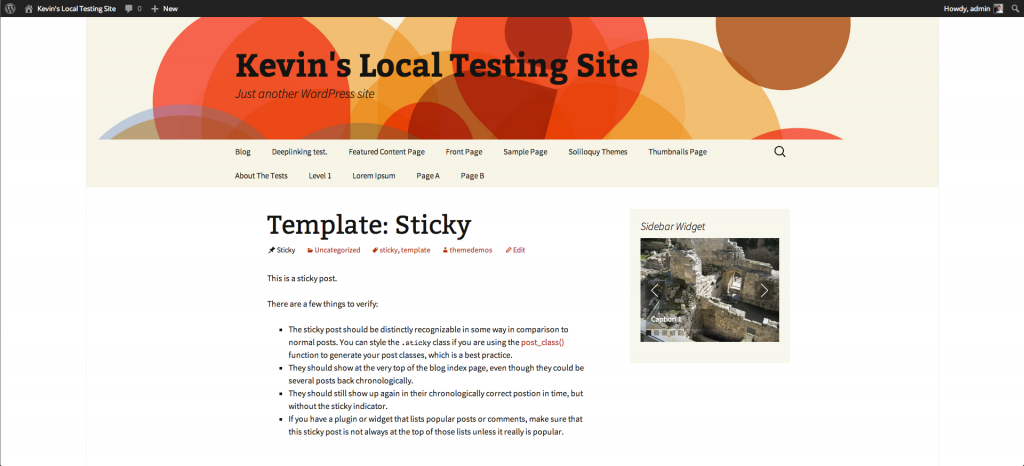 Kevin's Local Testing Site 0 New Howdy, admin
Kevin's Local Testing Site
Just another WordPress site
Blog Deeplinking test. Featured Content Page Front Page Sample Page Soliloquy Themes Thumbnails Page
About The Tests Level 1 Lorem Ipsum Page A Page B
Template: Sticky
Sticky Uncategorized sticky, template themedemos Edit
This is a sticky post.
There are a few things to verify:
The sticky post should be distinctly recognizable in some way in comparison to
normal posts. You can style the .sticky class if you are using the post_class()
function to generate your post classes, which is a best practice.
They should show at the very top of the blog index page, even though they could be
several posts back chronologically.
They should still show up again in their chronologically correct postion in time, but
without the sticky indicator.
If you have a plugin or widget that lists popular posts or comments, make sure that
this sticky post is not always at the top of those lists unless it really is popular.
Sidebar Widget
Caption 1